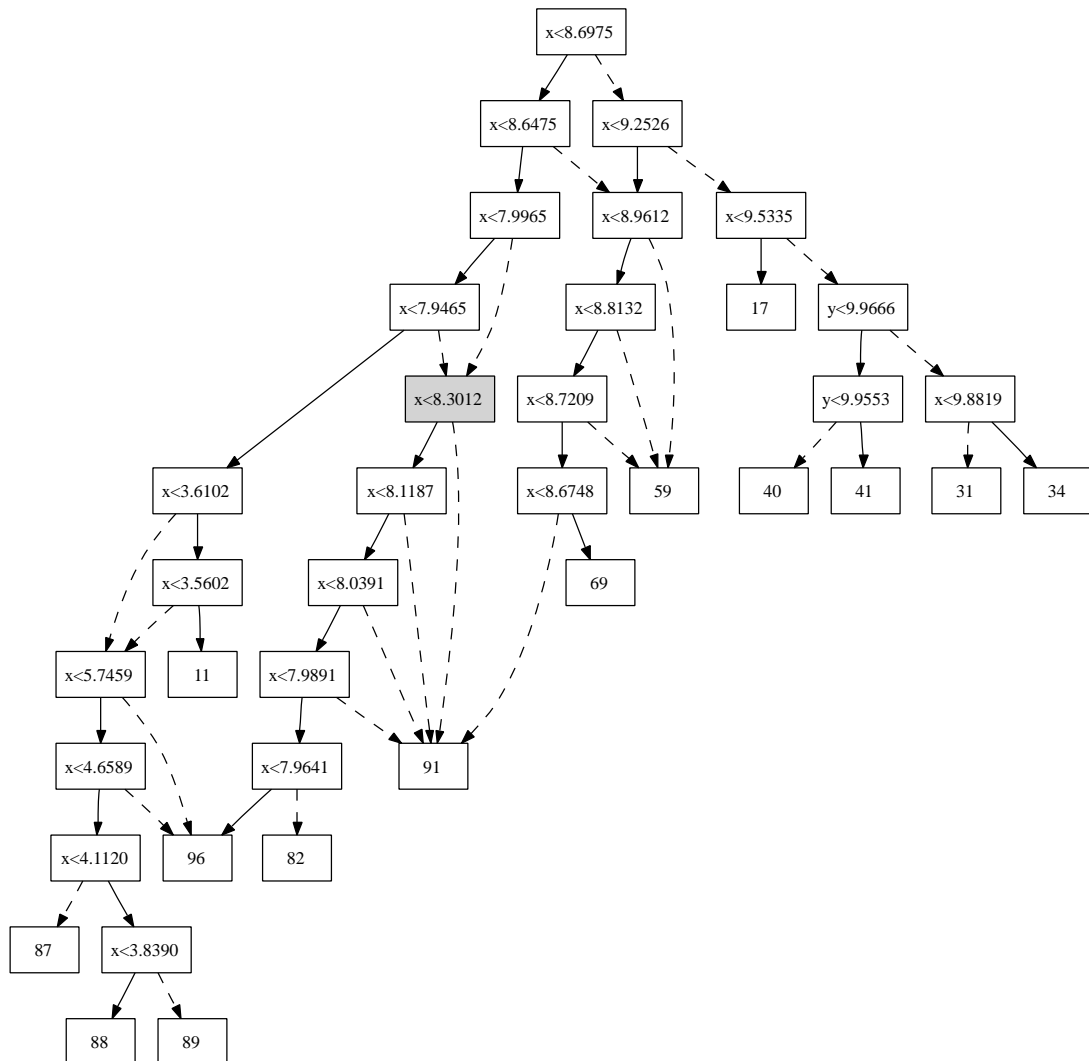 x<8.6975
x<8.6475
x<9.2526
x<7.9965
x<8.9612
x<9.5335
x<7.9465
x<8.8132
17
y<9.9666
x<8.3012
x<8.7209
y<9.9553
x<9.8819
x<3.6102
x<8.1187
x<8.6748
59
40
41
31
34
x<3.5602
x<8.0391
69
x<5.7459
11
x<7.9891
x<4.6589
x<7.9641
91
x<4.1120
96
82
87
x<3.8390
88
89